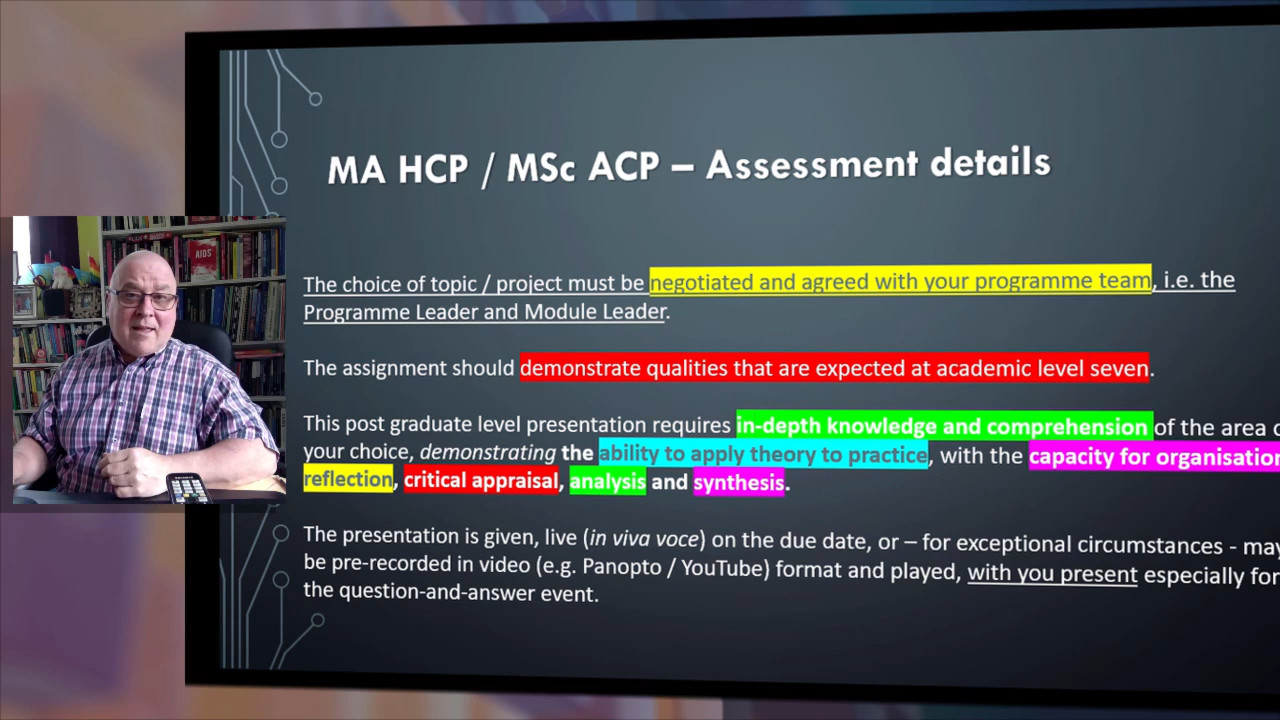 MA HCP / MSc ACP – Assessment details
The choice of topic / project must be negotiated and agreed with your programme team, i.e. the
Programme Leader and Module Leader.
The assignment should demonstrate qualities that are expected at academic level seven.
This post graduate level presentation requires in-depth knowledge and comprehension of the area
your choice, demonstrating the ability to apply theory to practice, with the capacity for organisation
reflection, critical appraisal, analysis and synthesis.
The presentation is given, live (in viva voce) on the due date, or – for exceptional circumstances - may
be pre-recorded in video (e.g. Panopto / YouTube) format and played, with you present especially for
the question-and-answer event.
AIDS